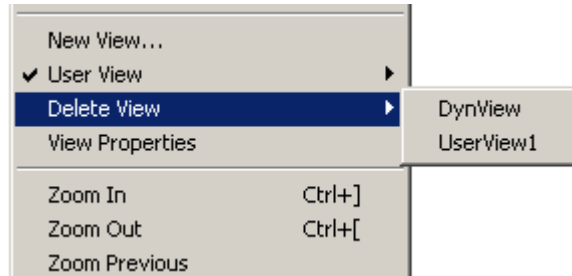 New View...
User View
Delete View
DynView
View Properties
UserView1
Zoom In Ctrl+]
Zoom Out Ctrl+[
Zoom Previous